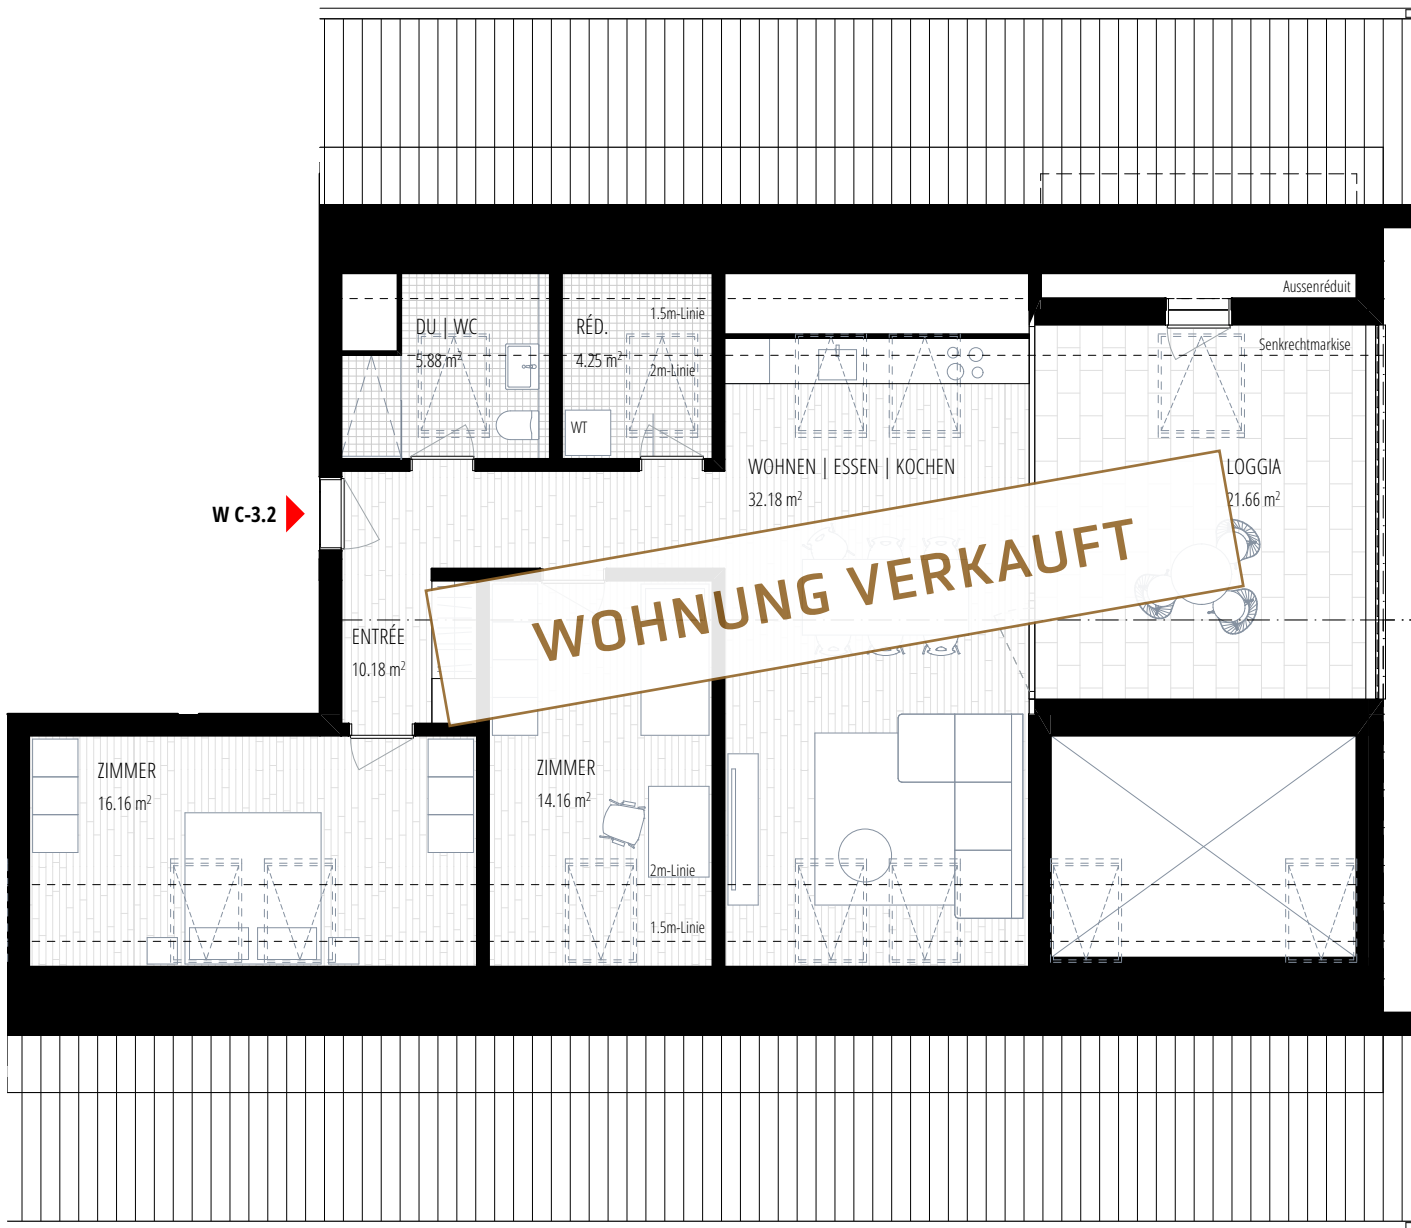 Aussenréduit
1.5m-Linie
DU | WC
RÉD.
5.88 m²
4.25 m²
Senkrechtmarkise
2m-Linie
WT
WOHNEN | ESSEN | KOCHEN
32.18 m²
LOGGIA
21.66 m²
W C-3.2
WOHNUNG VERKAUFT
ENTRÉE
10.18 m²
ZIMMER
16.16 m²
ZIMMER
14.16 m²
2m-Linie
1.5m-Linie